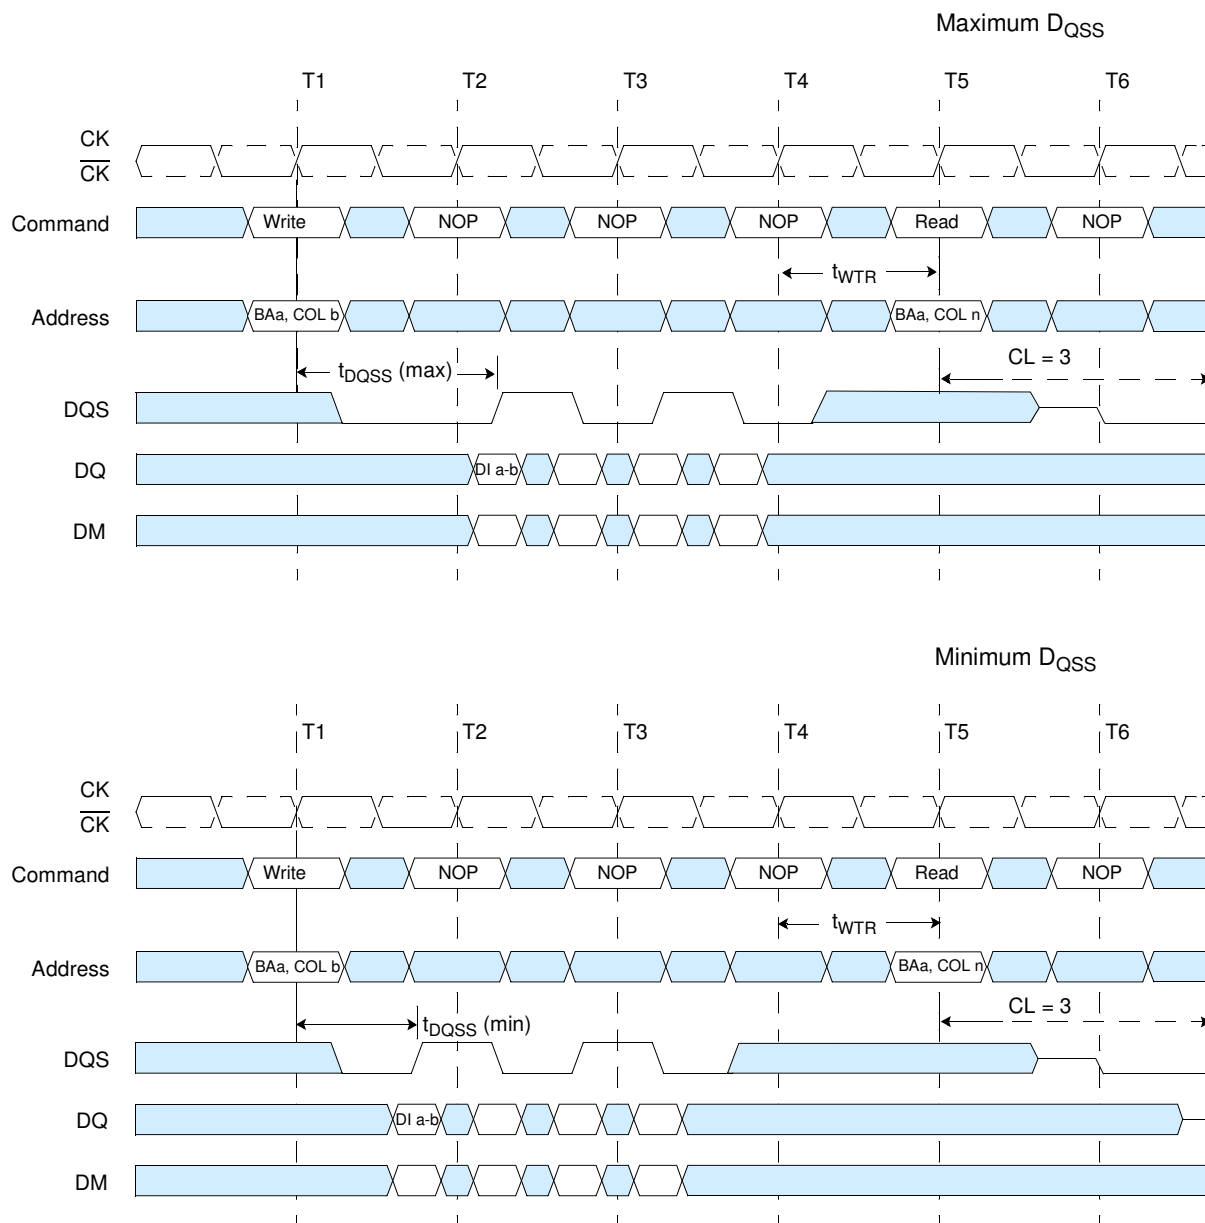 Maximum DQSS
T1 T2 T3 T4 T5 T6
CK
CK
Command Write NOP NOP NOP Read NOP
tWTR
Address BAa, COL b BAa, COL n
tDQSS (max) CL = 3
DQS
DQ DI a-b
DM
Minimum DQSS
T1 T2 T3 T4 T5 T6
CK
CK
Command Write NOP NOP NOP Read NOP
tWTR
Address BAa, COL b BAa, COL n
tDQSS (min) CL = 3
DQS
DQ DI a-b
DM